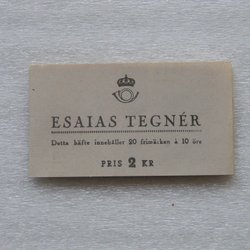 ESAIAS TEGNÉR
Detta häfte innehåller 20 frimärken à 10 öre
PRIS 2 KR